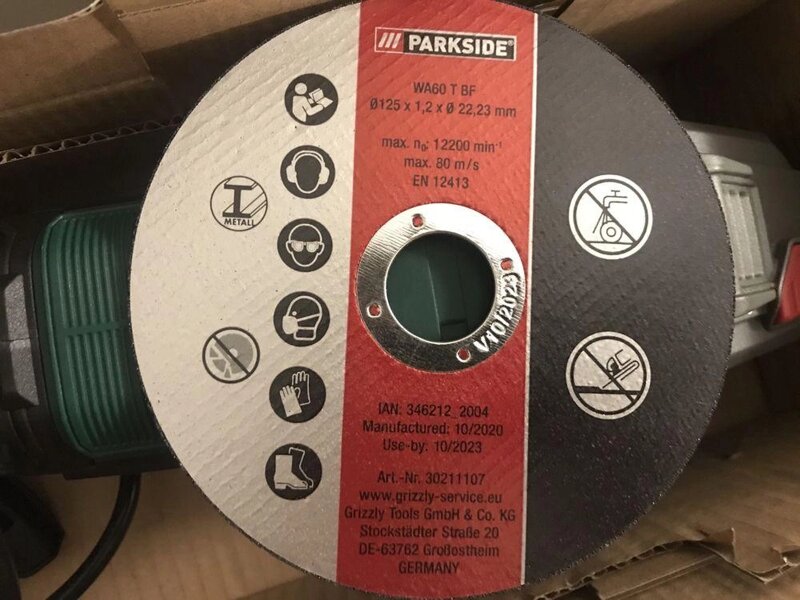 PARKSIDE®
WA60 T BF
Ø125 x 1,2 x Ø 22,23 mm
max. n₀: 12200 min⁻¹
max. 80 m/s
EN 12413
METALL
V10/2023
IAN: 346212_2004
Manufactured: 10/2020
Use-by: 10/2023
Art.-Nr. 30211107
www.grizzly-service.eu
Grizzly Tools GmbH & Co. KG
Stockstädter Straße 20
DE-63762 Großostheim
GERMANY